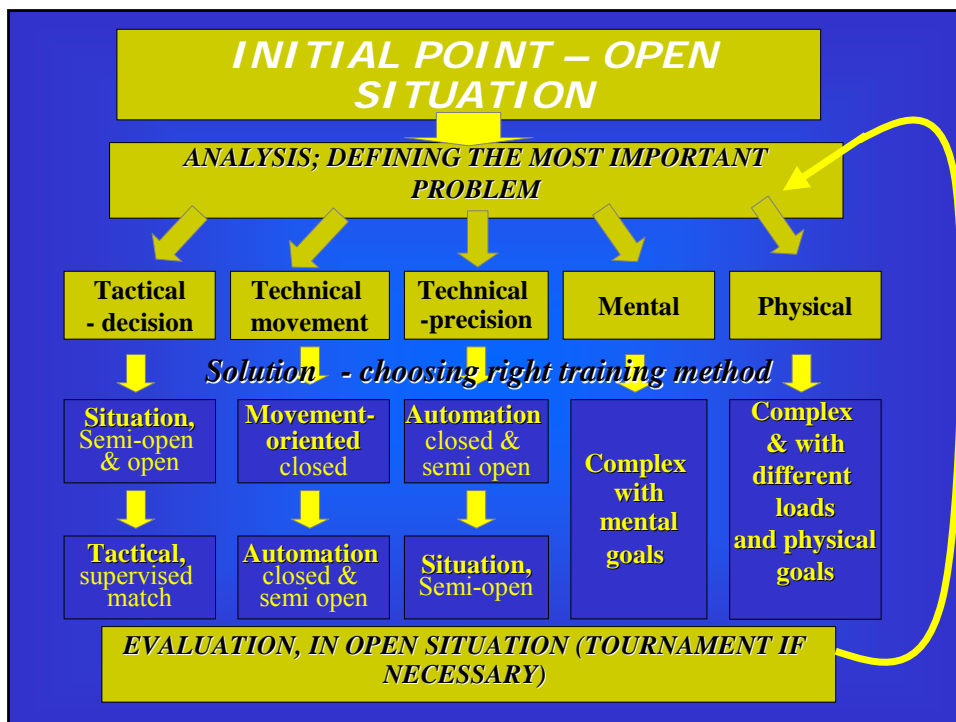 INITIAL POINT – OPEN
SITUATION
ANALYSIS; DEFINING THE MOST IMPORTANT
PROBLEM
Tactical
- decision
Technical
movement
Technical
-precision
Mental
Physical
Solution - choosing right training method
Situation,
Semi-open
& open
Movement-
oriented
closed
Automation
closed &
semi open
Complex
with
mental
goals
Complex
& with
different
loads
and physical
goals
Tactical,
supervised
match
Automation
closed &
semi open
Situation,
Semi-open
EVALUATION, IN OPEN SITUATION (TOURNAMENT IF
NECESSARY)